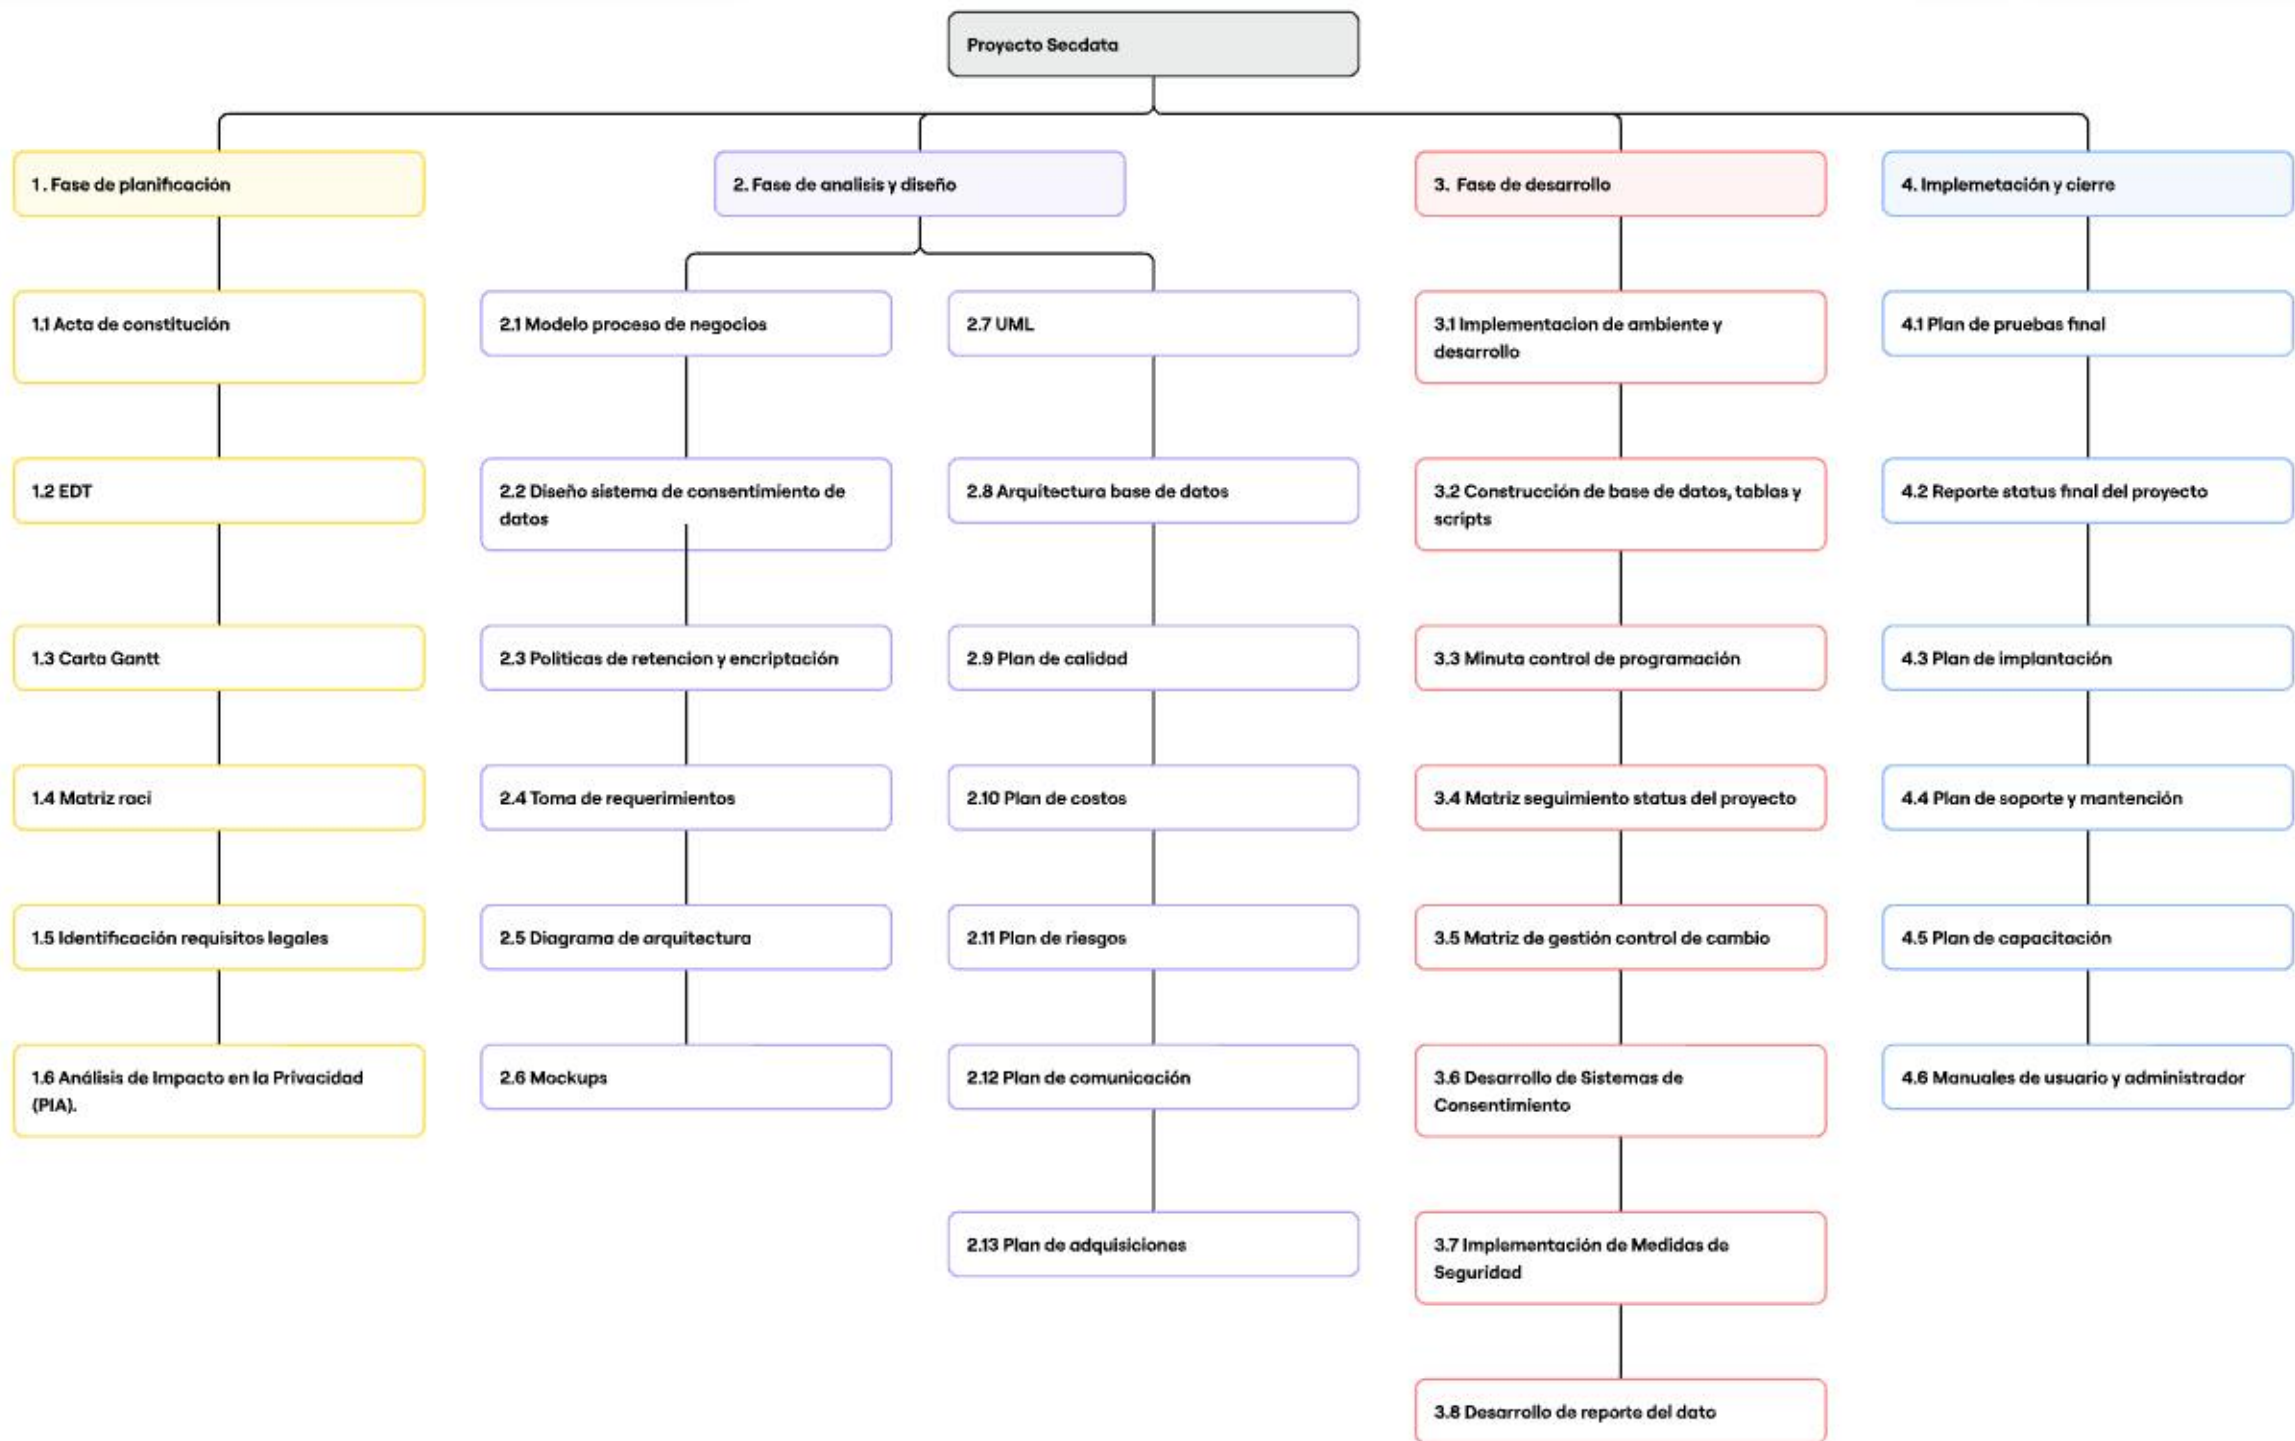 Proyecto Secdata
1. Fase de planificación
1.1 Acta de constitución
1.2 EDT
1.3 Carta Gantt
1.4 Matriz raci
1.5 Identificación requisitos legales
1.6 Análisis de Impacto en la Privacidad
(PIA).
2. Fase de analisis y diseño
2.1 Modelo proceso de negocios
2.2 Diseño sistema de consentimiento de
datos
2.3 Politicas de retencion y encriptación
2.4 Toma de requerimientos
2.5 Diagrama de arquitectura
2.6 Mockups
2.7 UML
2.8 Arquitectura base de datos
2.9 Plan de calidad
2.10 Plan de costos
2.11 Plan de riesgos
2.12 Plan de comunicación
2.13 Plan de adquisiciones
3. Fase de desarrollo
3.1 Implementacion de ambiente y
desarrollo
3.2 Construcción de base de datos, tablas y
scripts
3.3 Minuta control de programación
3.4 Matriz seguimiento status del proyecto
3.5 Matriz de gestión control de cambio
3.6 Desarrollo de Sistemas de
Consentimiento
3.7 Implementación de Medidas de
Seguridad
3.8 Desarrollo de reporte del dato
4. Implemetación y cierre
4.1 Plan de pruebas final
4.2 Reporte status final del proyecto
4.3 Plan de implantación
4.4 Plan de soporte y mantención
4.5 Plan de capacitación
4.6 Manuales de usuario y administrador